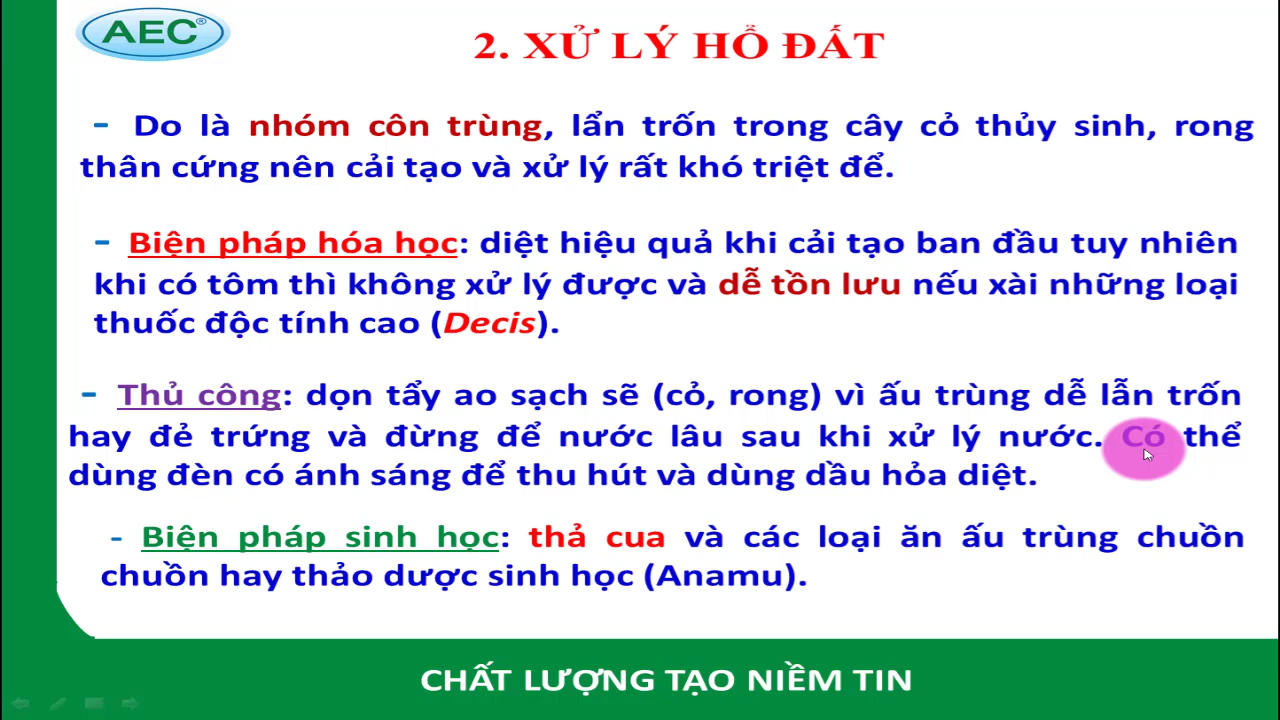 AEC®
2. XỬ LÝ HỔ ĐẤT
- Do là nhóm côn trùng, lẩn trốn trong cây cỏ thủy sinh, rong
thân cứng nên cải tạo và xử lý rất khó triệt để.
- Biện pháp hóa học: diệt hiệu quả khi cải tạo ban đầu tuy nhiên
khi có tôm thì không xử lý được và dễ tồn lưu nếu xài những loại
thuốc độc tính cao (Decis).
- Thủ công: dọn tẩy ao sạch sẽ (cỏ, rong) vì ấu trùng dễ lẫn trốn
hay đẻ trứng và đừng để nước lâu sau khi xử lý nước. Có thể
dùng đèn có ánh sáng để thu hút và dùng dầu hỏa diệt.
- Biện pháp sinh học: thả cua và các loại ăn ấu trùng chuồn
chuồn hay thảo dược sinh học (Anamu).
CHẤT LƯỢNG TẠO NIỀM TIN